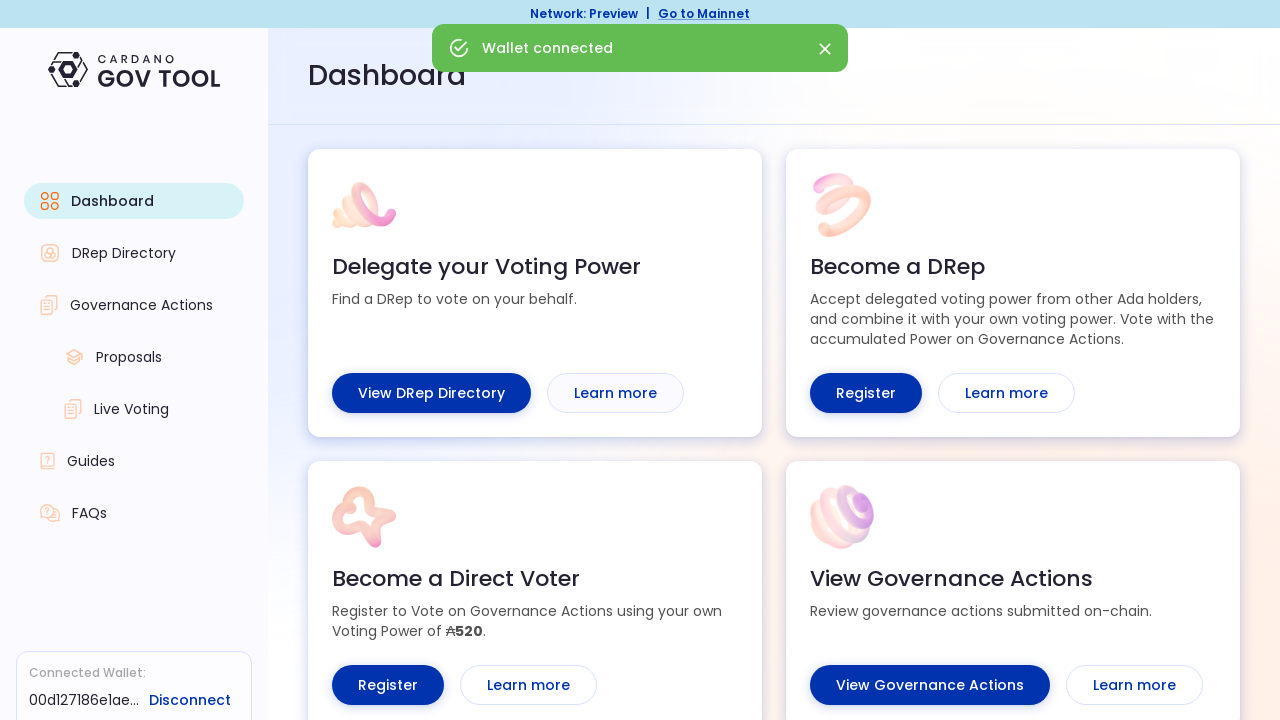 Network: Preview | Go to Mainnet
Wallet connected
CARDANO
GOV TOOL
Dashboard
Dashboard
DRep Directory
Governance Actions
Proposals
Live Voting
Guides
FAQs
Connected Wallet:
00d127186e1ae... Disconnect
Delegate your Voting Power
Find a DRep to vote on your behalf.
View DRep Directory
Learn more
Become a DRep
Accept delegated voting power from other Ada holders,
and combine it with your own voting power. Vote with the
accumulated Power on Governance Actions.
Register
Learn more
Become a Direct Voter
Register to Vote on Governance Actions using your own
Voting Power of ₳520.
Register
Learn more
View Governance Actions
Review governance actions submitted on-chain.
View Governance Actions
Learn more